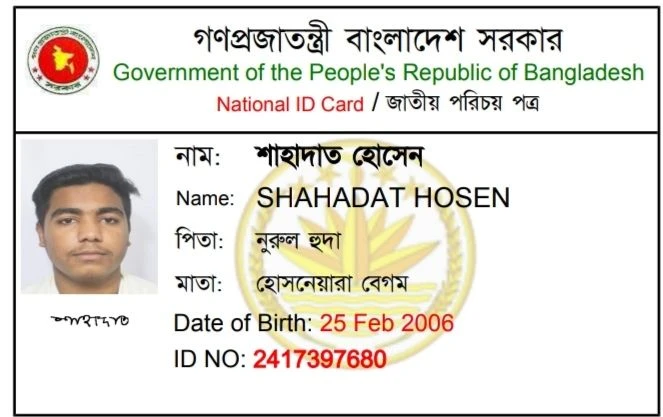 গণপ্রজাতন্ত্রী বাংলাদেশ সরকার
Government of the People's Republic of Bangladesh
National ID Card / জাতীয় পরিচয় পত্র
নাম: শাহাদাত হোসেন
Name: SHAHADAT HOSEN
পিতা: নুরুল হুদা
মাতা: হোসনেয়ারা বেগম
শাহাদাত
Date of Birth: 25 Feb 2006
ID NO: 2417397680